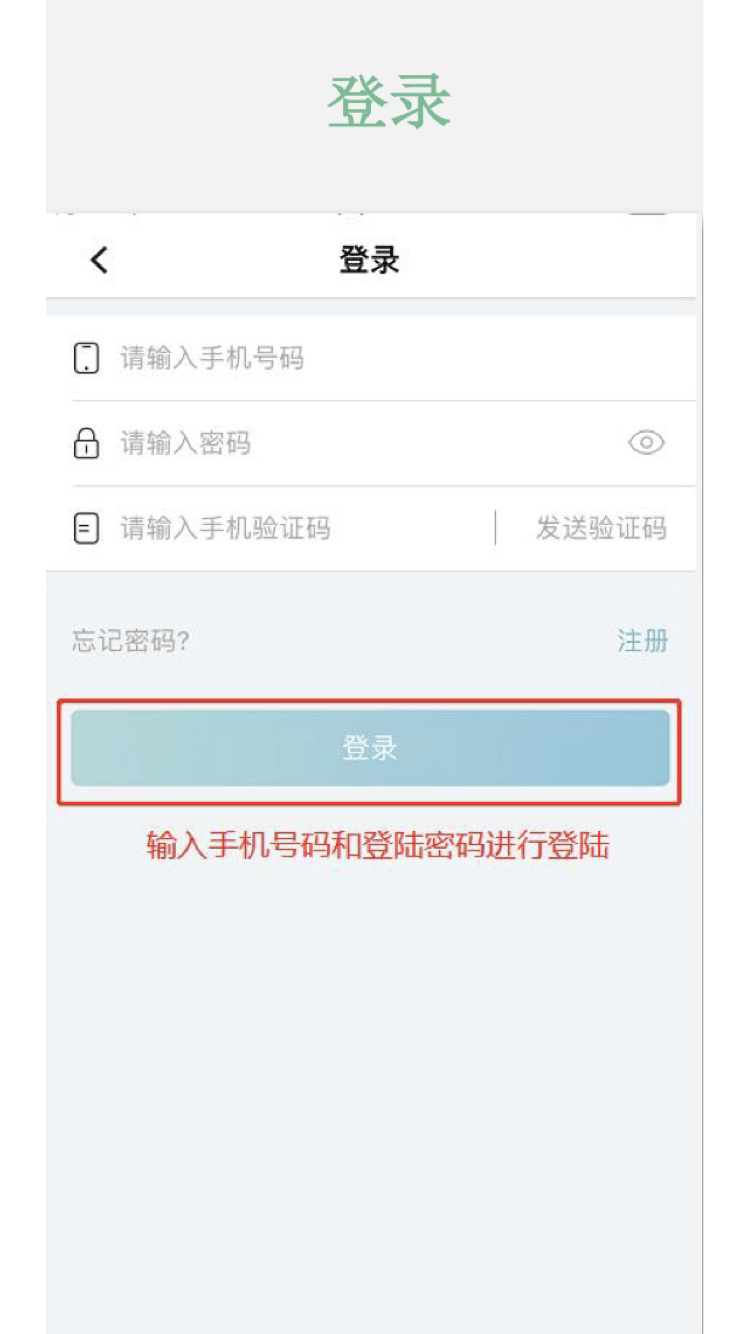 登录
登录
请输入手机号码
请输入密码
请输入手机验证码 发送验证码
忘记密码? 注册
登录
输入手机号码和登陆密码进行登陆